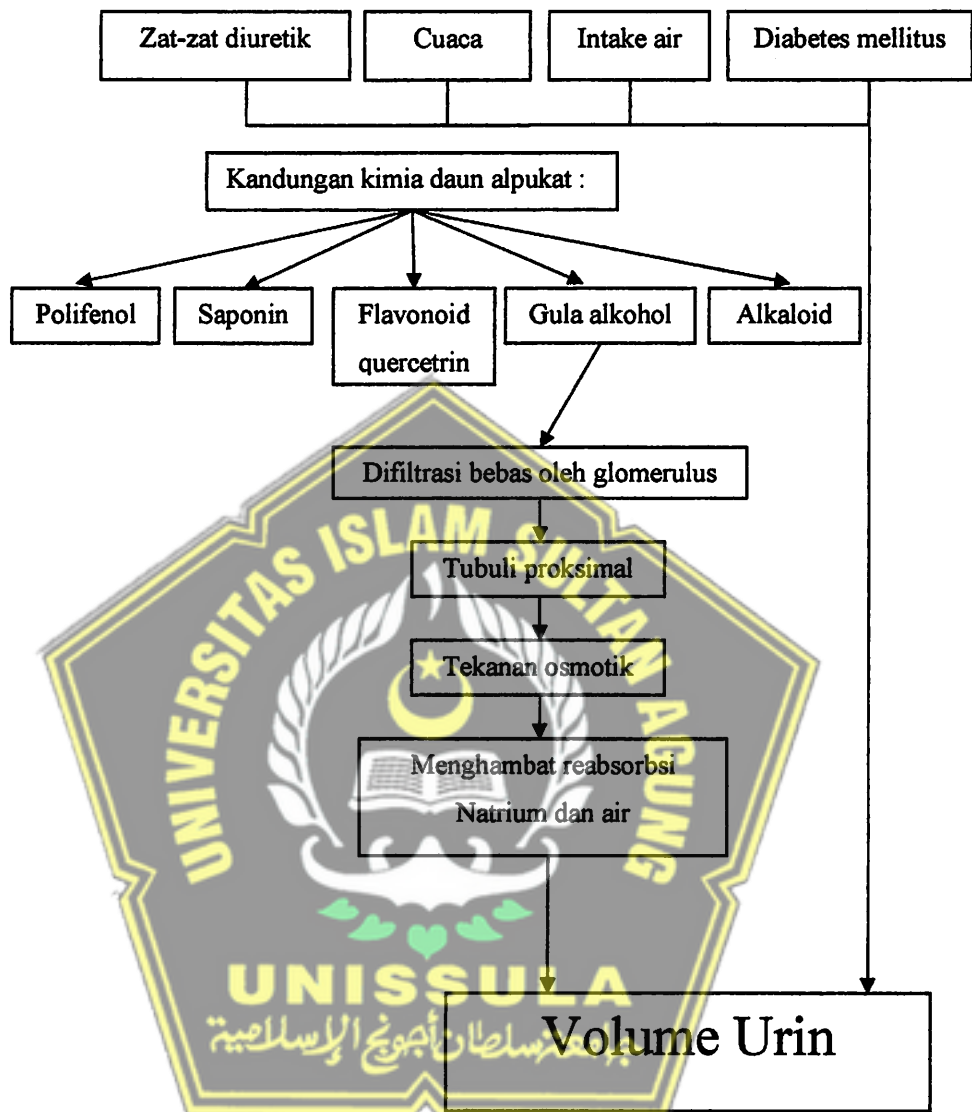 Zat-zat diuretik
Cuaca
Intake air
Diabetes mellitus
Kandungan kimia daun alpukat :
Polifenol
Saponin
Flavonoid
quercetrin
Gula alkohol
Alkaloid
Difiltrasi bebas oleh glomerulus
Tubuli proksimal
Tekanan osmotik
Menghambat reabsorbsi
Natrium dan air
UNIVERSITAS ISLAM SULTAN AGUNG
UNISSULA
جامعة سلطان أجونج الإسلامية
Volume Urin